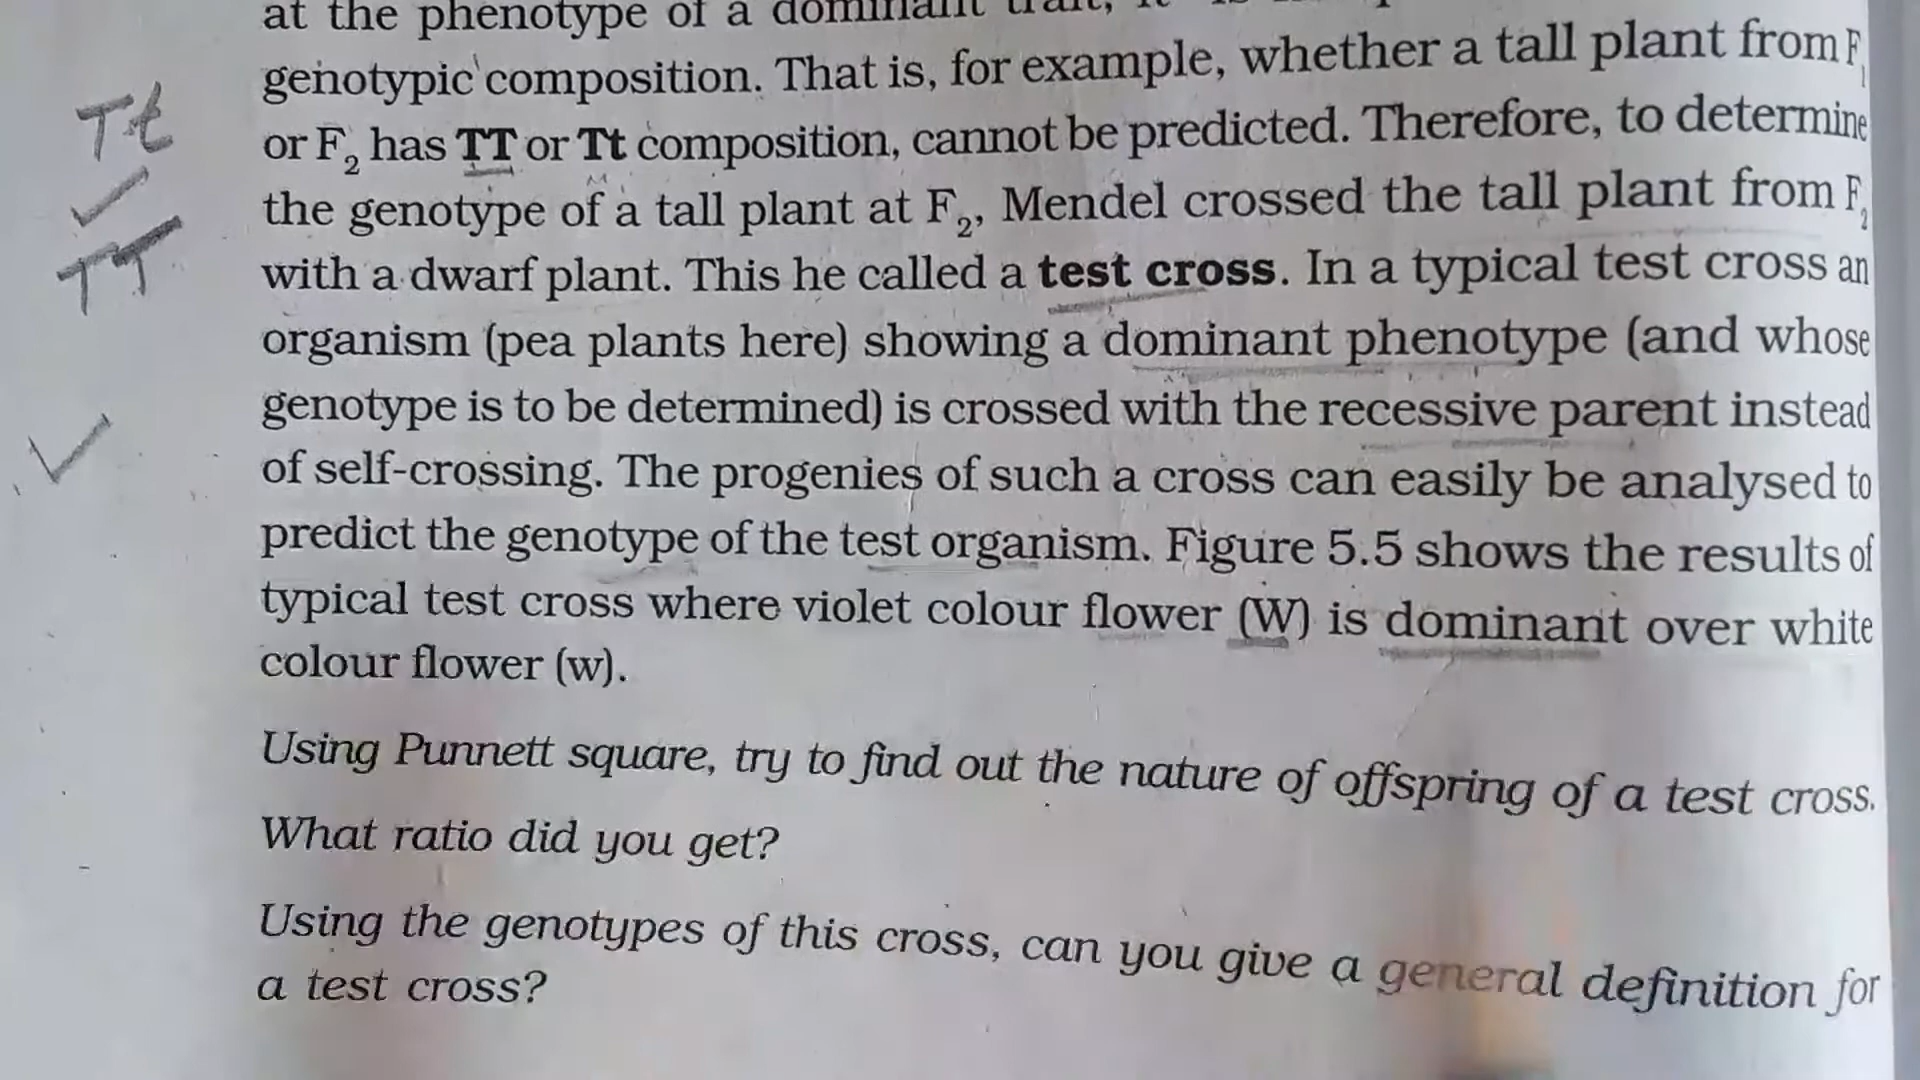 at the phenotype of a dominant trait, it is
genotypic composition. That is, for example, whether a tall plant from F1
or F2 has TT or Tt composition, cannot be predicted. Therefore, to determine
the genotype of a tall plant at F2, Mendel crossed the tall plant from F2
with a dwarf plant. This he called a test cross. In a typical test cross an
organism (pea plants here) showing a dominant phenotype (and whose
genotype is to be determined) is crossed with the recessive parent instead
of self-crossing. The progenies of such a cross can easily be analysed to
predict the genotype of the test organism. Figure 5.5 shows the results of
typical test cross where violet colour flower (W) is dominant over white
colour flower (w).
Using Punnett square, try to find out the nature of offspring of a test cross.
What ratio did you get?
Using the genotypes of this cross, can you give a general definition for
a test cross?
Tt
TT